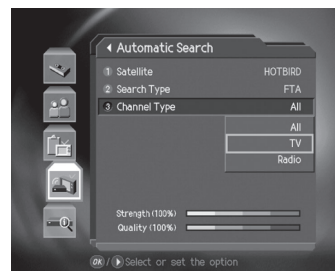 Automatic Search
1 Satellite HOTBIRD
2 Search Type FTA
3 Channel Type All
All
TV
Radio
Strength (100%)
Quality (100%)
OK / Select or set the option